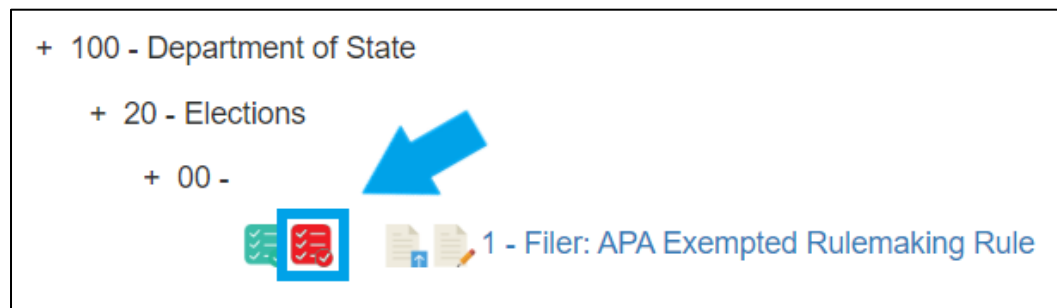 + 100 - Department of State
+ 20 - Elections
+ 00 -
1 - Filer: APA Exempted Rulemaking Rule